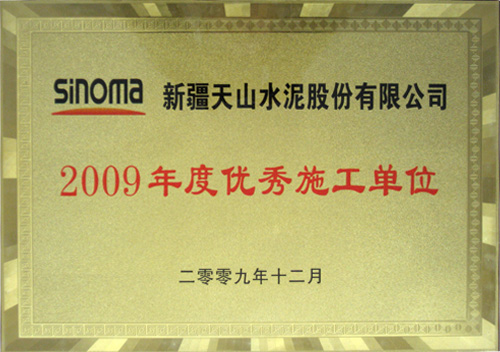 sinoma 新疆天山水泥股份有限公司
2009年度优秀施工单位
二零零九年十二月